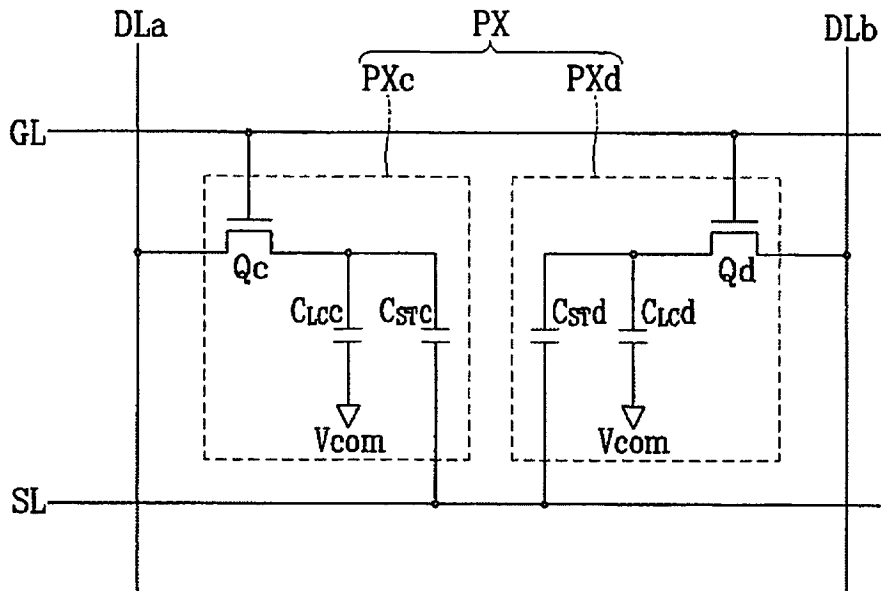 DLa PX DLb
PXc PXd
GL
Qc Qd
CLCc CSTc CSTd CLCd
Vcom Vcom
SL